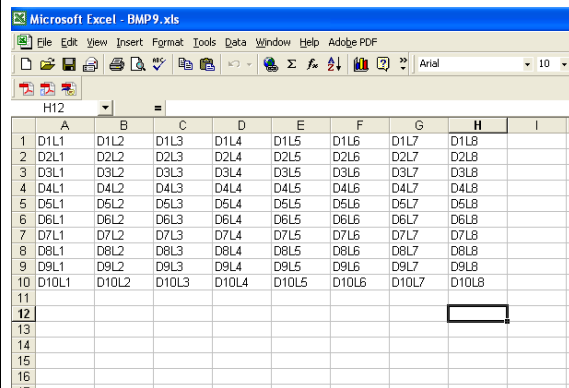 Microsoft Excel - BMP9.xls
File Edit View Insert Format Tools Data Window Help Adobe PDF
Arial 10
H12 =
A B C D E F G H I
1 D1L1 D1L2 D1L3 D1L4 D1L5 D1L6 D1L7 D1L8
2 D2L1 D2L2 D2L3 D2L4 D2L5 D2L6 D2L7 D2L8
3 D3L1 D3L2 D3L3 D3L4 D3L5 D3L6 D3L7 D3L8
4 D4L1 D4L2 D4L3 D4L4 D4L5 D4L6 D4L7 D4L8
5 D5L1 D5L2 D5L3 D5L4 D5L5 D5L6 D5L7 D5L8
6 D6L1 D6L2 D6L3 D6L4 D6L5 D6L6 D6L7 D6L8
7 D7L1 D7L2 D7L3 D7L4 D7L5 D7L6 D7L7 D7L8
8 D8L1 D8L2 D8L3 D8L4 D8L5 D8L6 D8L7 D8L8
9 D9L1 D9L2 D9L3 D9L4 D9L5 D9L6 D9L7 D9L8
10 D10L1 D10L2 D10L3 D10L4 D10L5 D10L6 D10L7 D10L8
11
12
13
14
15
16